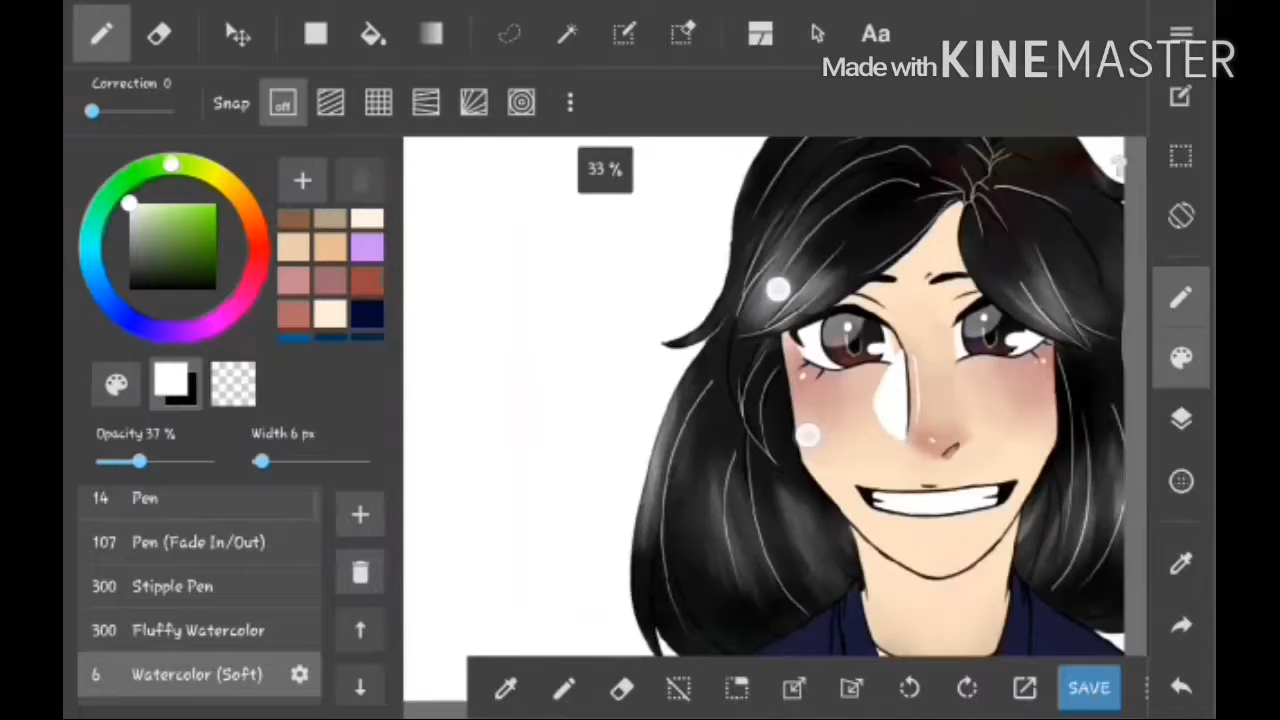 Aa
Made with KINEMASTER
Correction 0
Snap
off
33 %
Opacity 37 %
Width 6 px
14 Pen
107 Pen (Fade In/Out)
300 Stipple Pen
300 Fluffy Watercolor
6 Watercolor (Soft)
SAVE